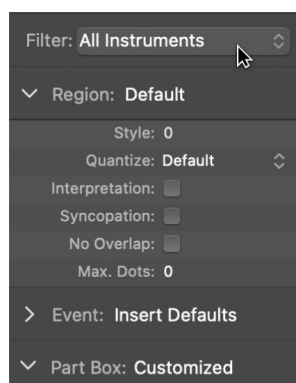 Filter: All Instruments
Region: Default
Style: 0
Quantize: Default
Interpretation:
Syncopation:
No Overlap:
Max. Dots: 0
Event: Insert Defaults
Part Box: Customized